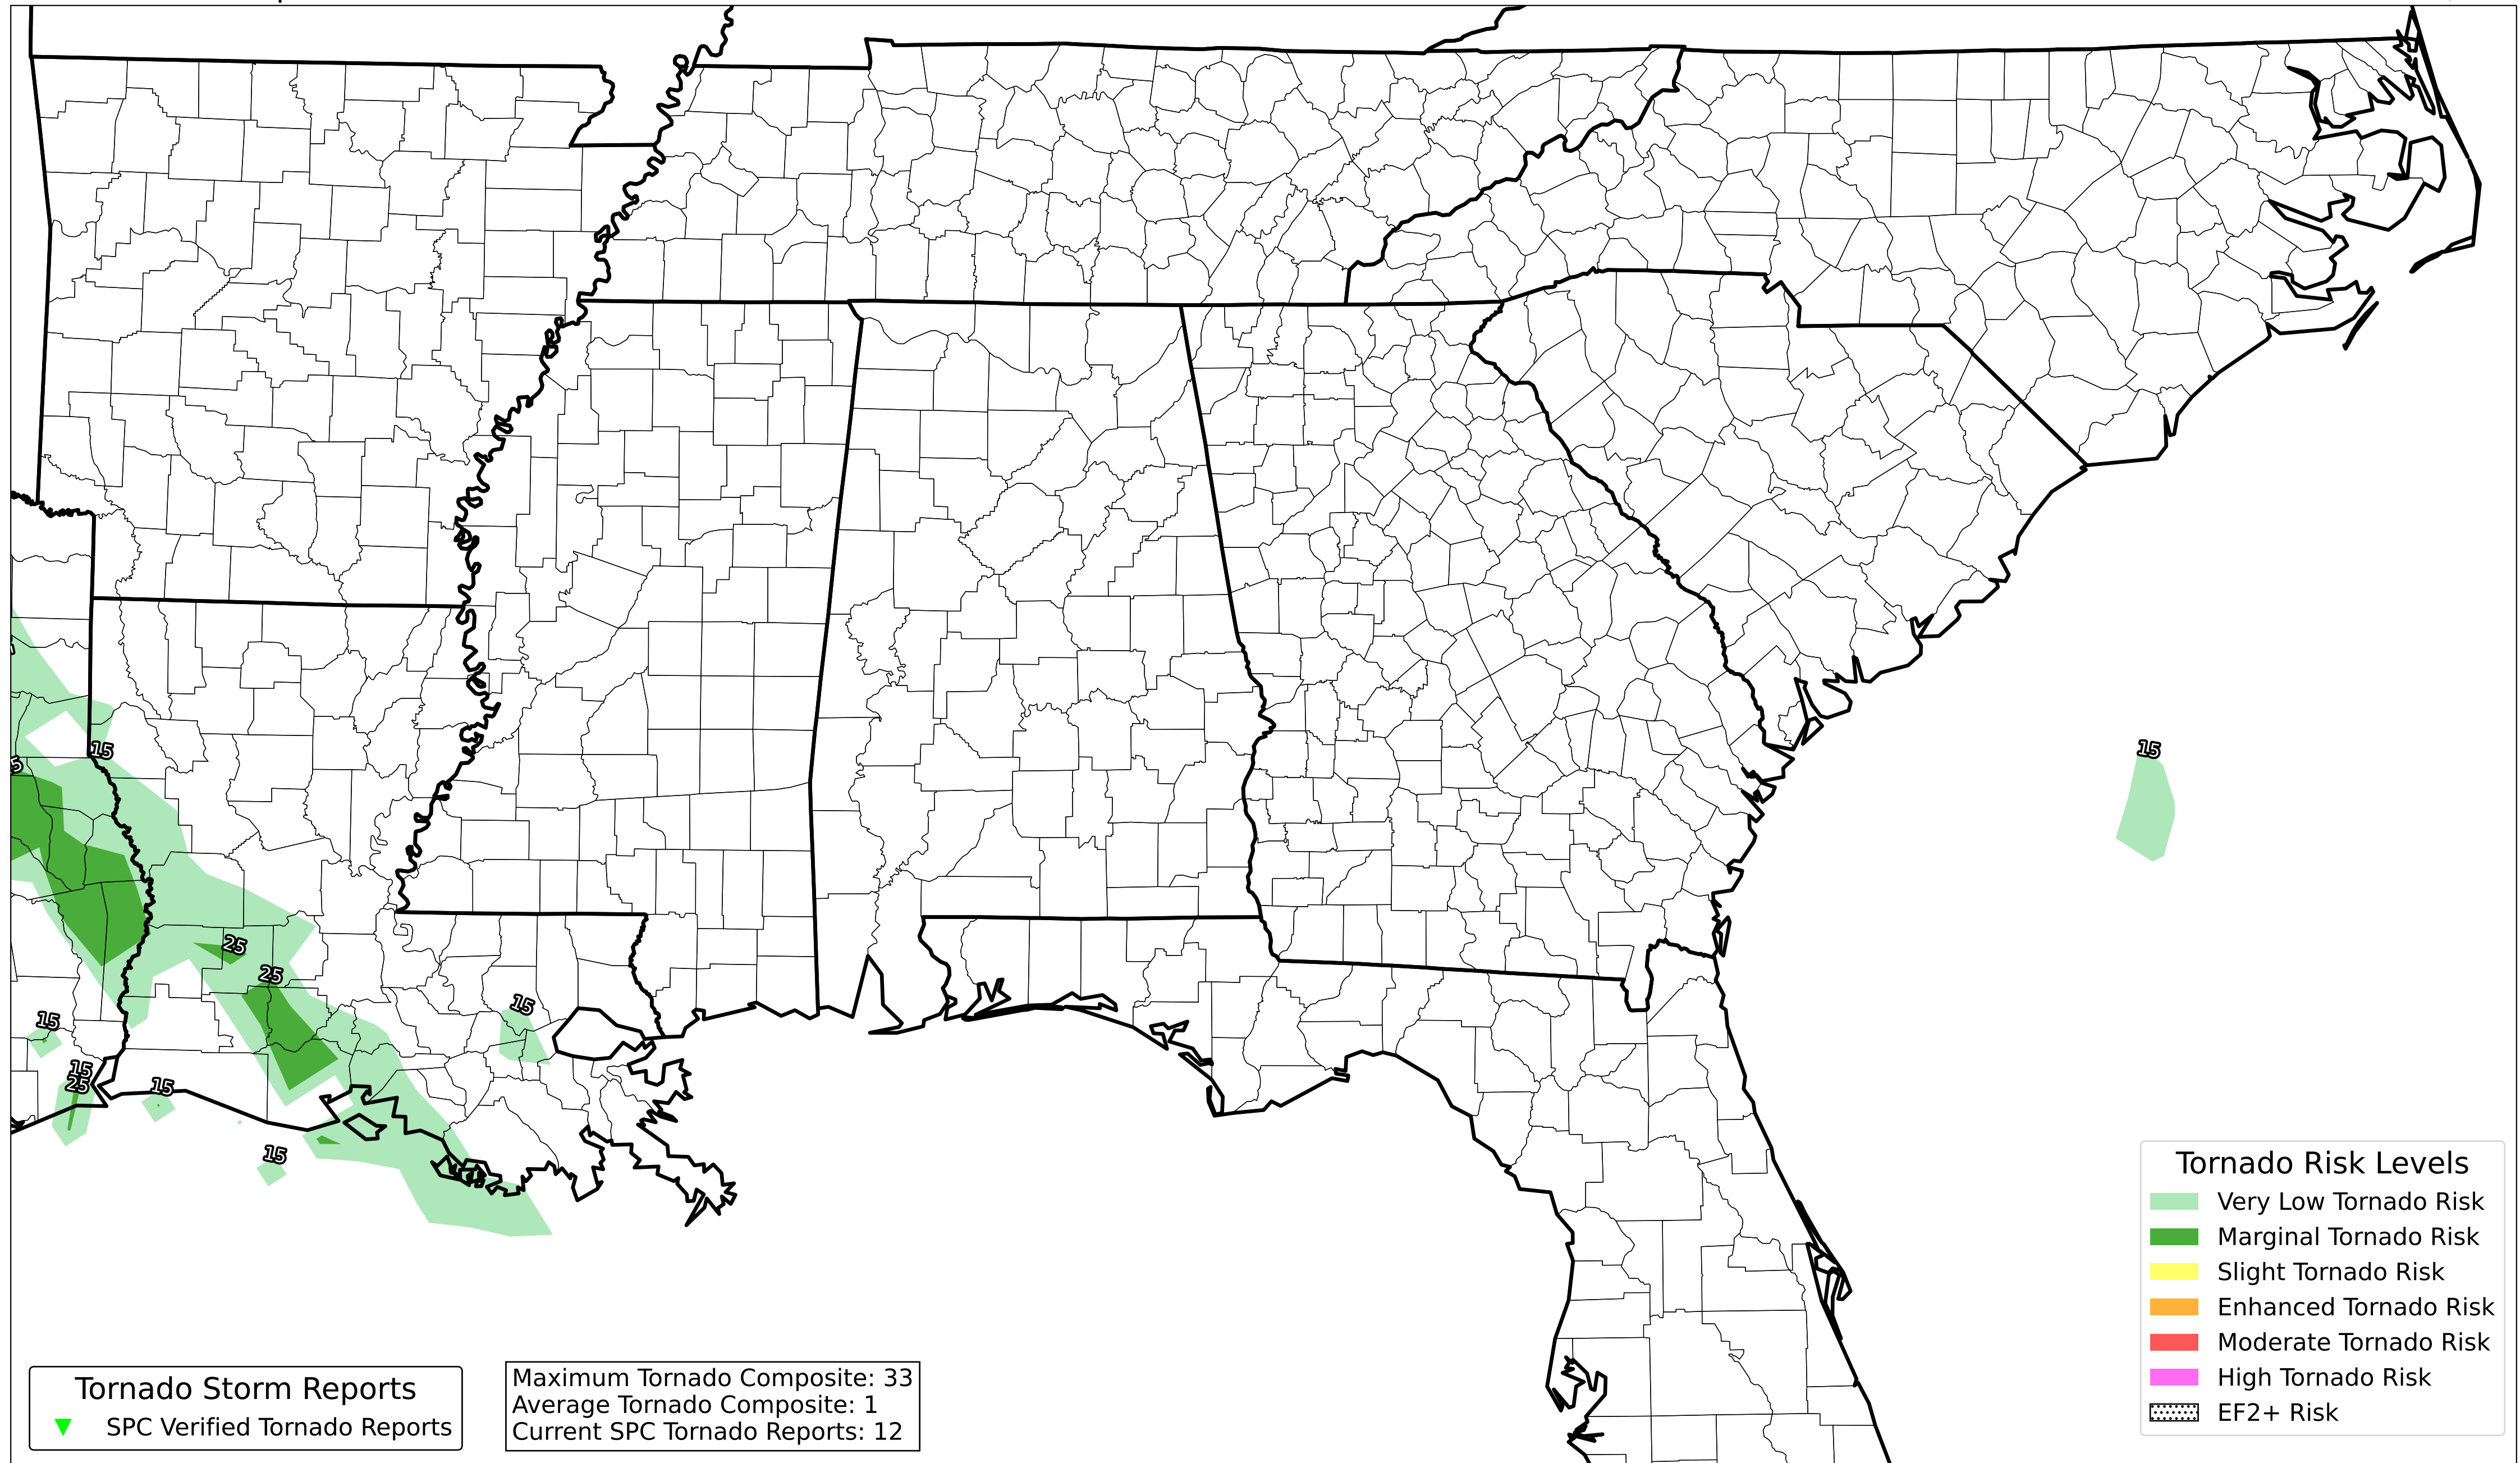 15
5
15
25
25
15
15
15
25
15
15
Tornado Risk Levels
Very Low Tornado Risk
Marginal Tornado Risk
Slight Tornado Risk
Enhanced Tornado Risk
Moderate Tornado Risk
High Tornado Risk
EF2+ Risk
Tornado Storm Reports
SPC Verified Tornado Reports
Maximum Tornado Composite: 33
Average Tornado Composite: 1
Current SPC Tornado Reports: 12